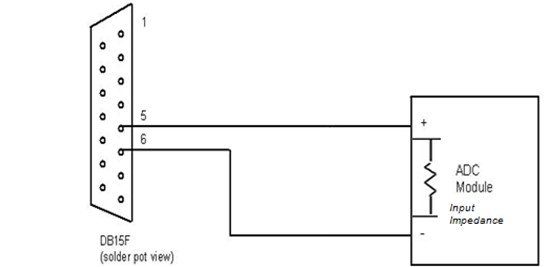 1
5
6
+
ADC
Module
Input
Impedance
-
DB15F
(solder pot view)